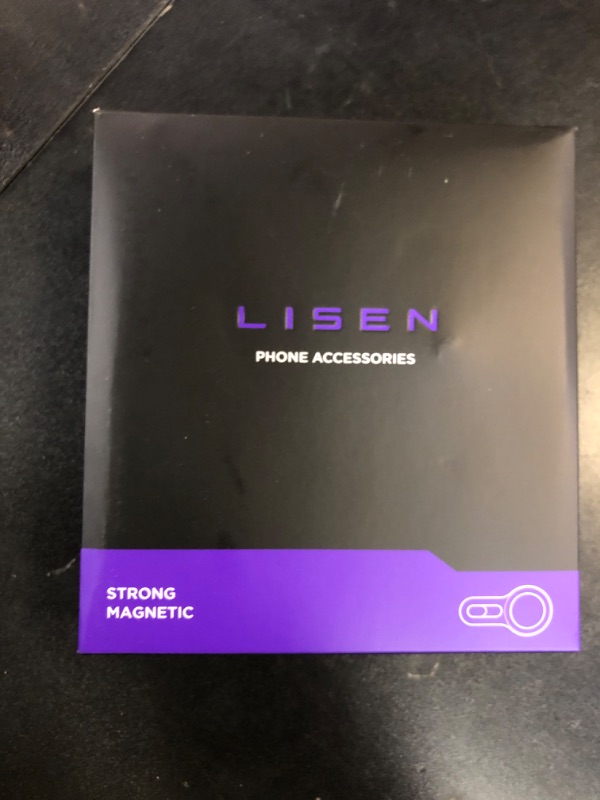 LISEN
PHONE ACCESSORIES
STRONG
MAGNETIC